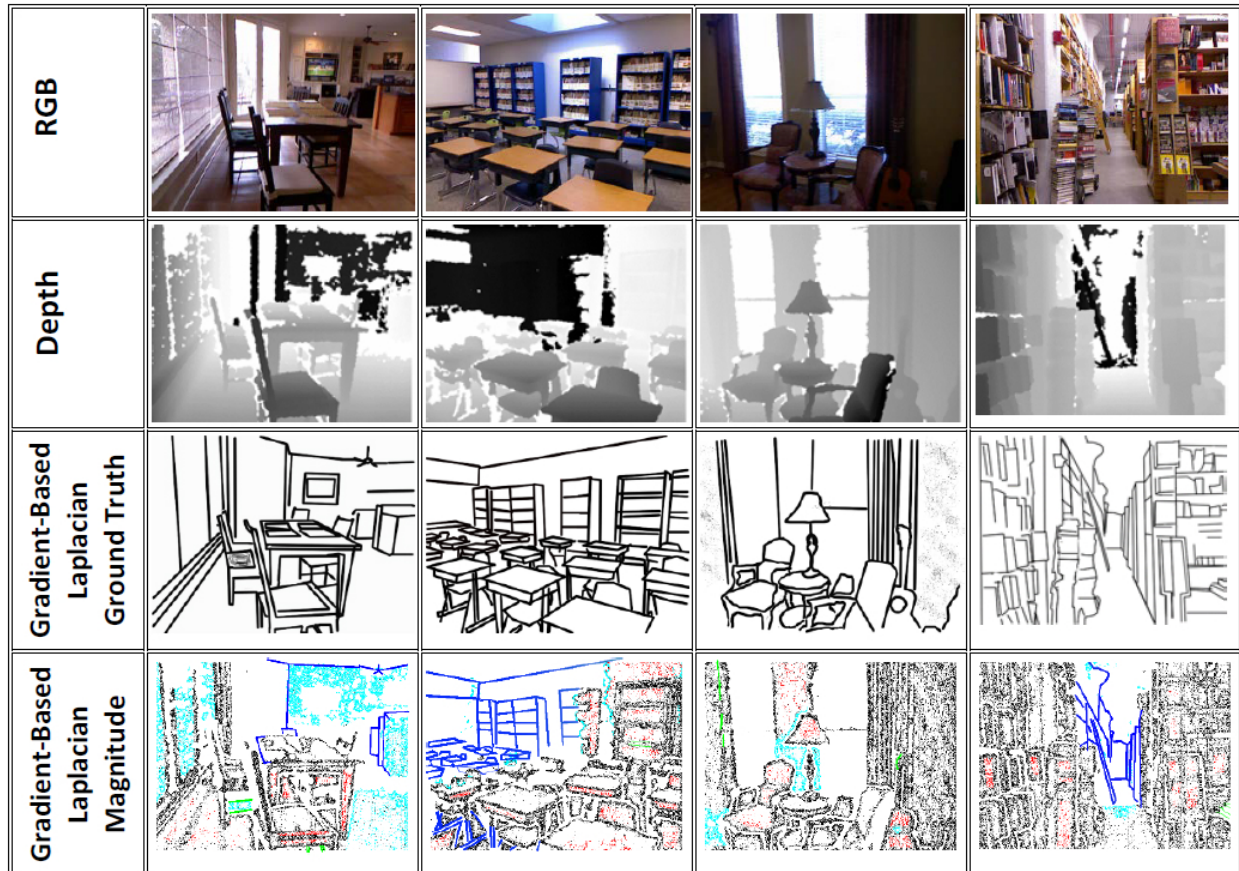 RGB
Depth
Gradient-Based
Laplacian
Ground Truth
Gradient-Based
Laplacian
Magnitude